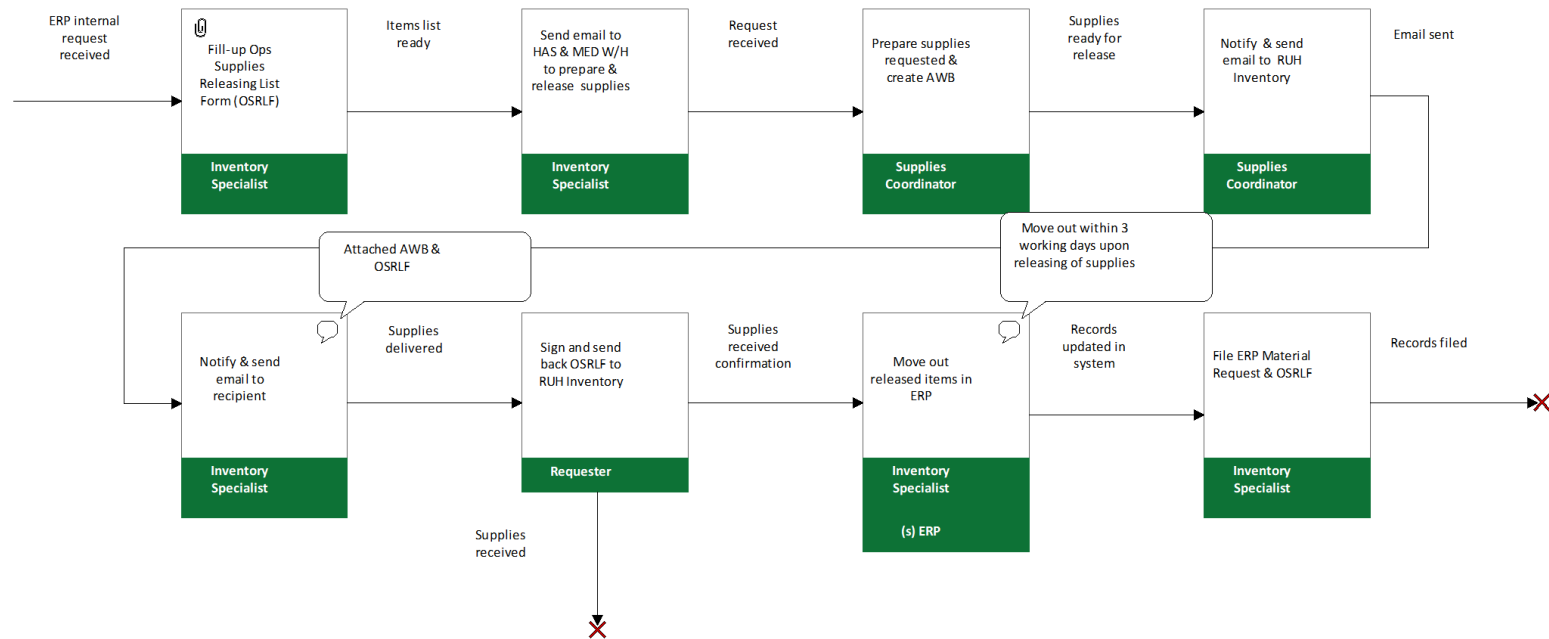 ERP internal
request
received
Fill-up Ops
Supplies
Releasing List
Form (OSRLF)
Inventory
Specialist
Items list
ready
Send email to
HAS & MED W/H
to prepare &
release supplies
Inventory
Specialist
Request
received
Prepare supplies
requested &
create AWB
Supplies
Coordinator
Supplies
ready for
release
Notify & send
email to RUH
Inventory
Supplies
Coordinator
Email sent
Attached AWB &
OSRLF
Move out within 3
working days upon
releasing of supplies
Notify & send
email to
recipient
Inventory
Specialist
Supplies
delivered
Sign and send
back OSRLF to
RUH Inventory
Requester
Supplies
received
Supplies
received
confirmation
Move out
released items in
ERP
Inventory
Specialist
(s) ERP
Records
updated in
system
File ERP Material
Request & OSRLF
Inventory
Specialist
Records filed